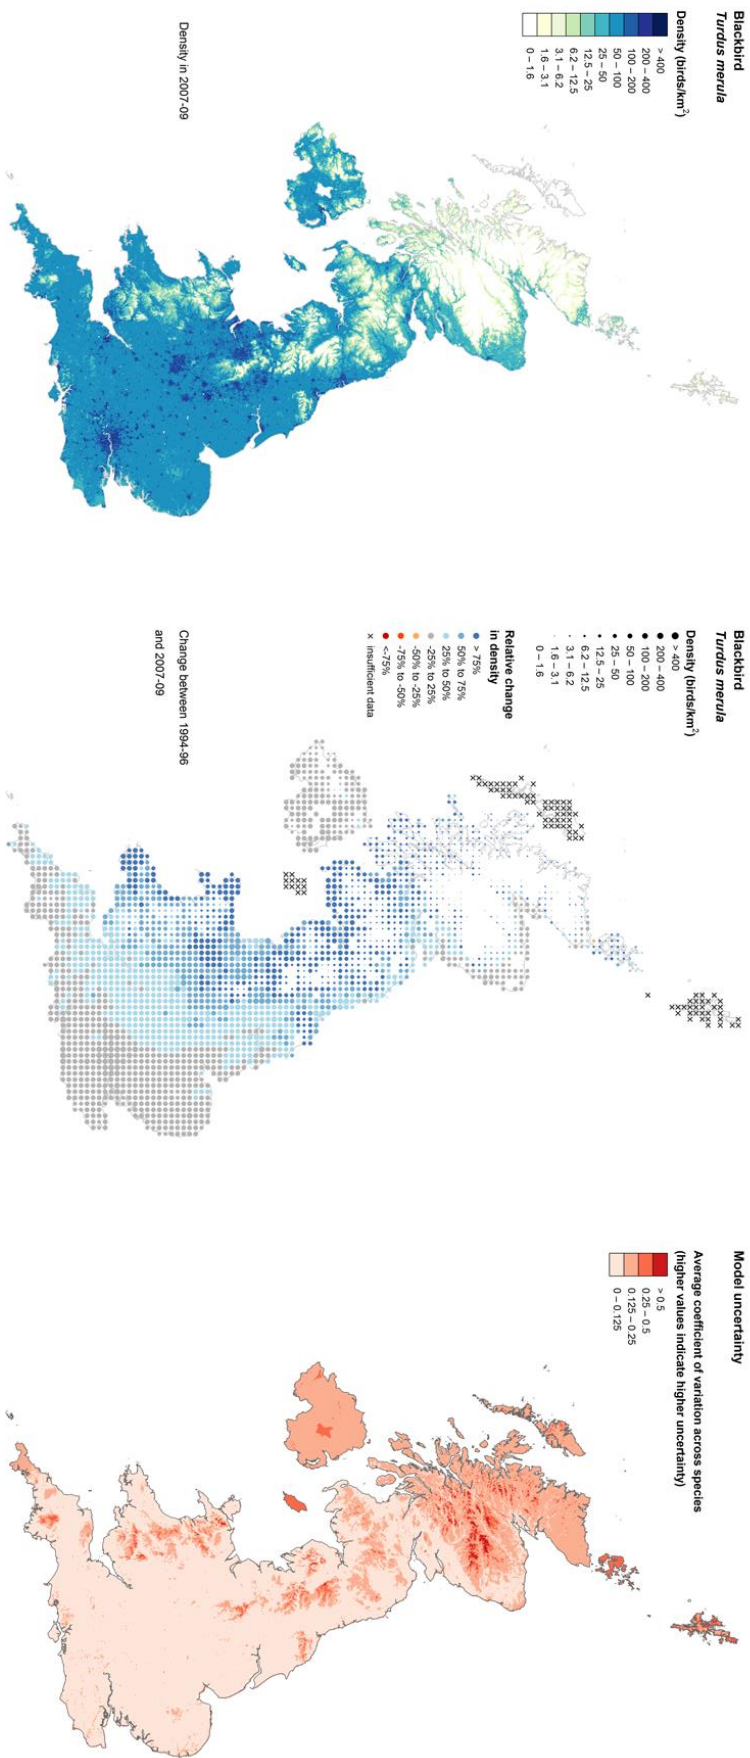 Blackbird
Turdus merula
Density (birds/km²)
> 400
200 – 400
100 – 200
50 – 100
25 – 50
12.5 – 25
6.2 – 12.5
3.1 – 6.2
1.6 – 3.1
0 – 1.6
Density in 2007-09
Blackbird
Turdus merula
Density (birds/km²)
> 400
200 – 400
100 – 200
50 – 100
25 – 50
12.5 – 25
6.2 – 12.5
3.1 – 6.2
1.6 – 3.1
0 – 1.6
Relative change
in density
> 75%
50% to 75%
25% to 50%
-25% to 25%
-50% to -25%
-75% to -50%
<-75%
× insufficient data
Change between 1994-96
and 2007-09
Model uncertainty
Average coefficient of variation across species
(higher values indicate higher uncertainty)
> 0.5
0.25 – 0.5
0.125 – 0.25
0 – 0.125